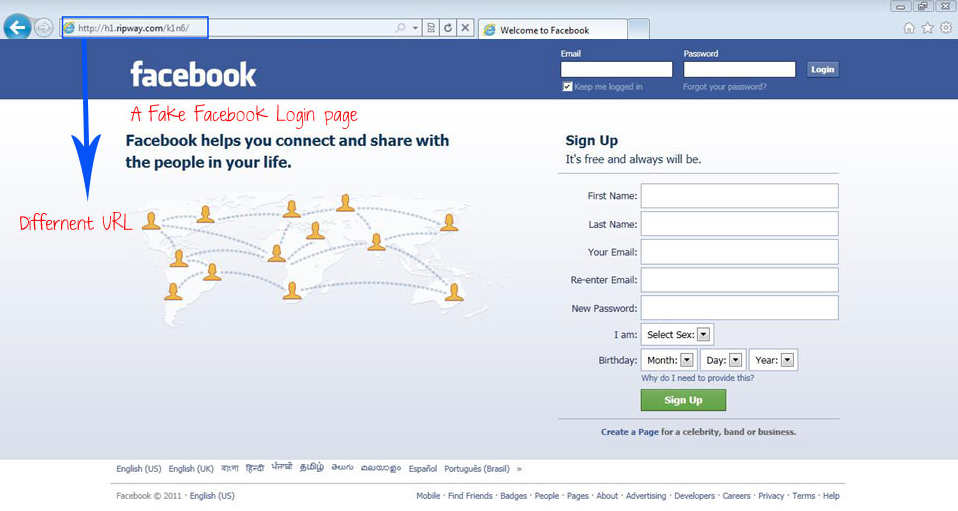 http://h1.ripway.com/k1n6/
Welcome to Facebook
facebook
Email
Password
Login
Keep me logged in
Forgot your password?
A Fake Facebook Login page
Facebook helps you connect and share with
the people in your life.
Differnent URL
Sign Up
It's free and always will be.
First Name:
Last Name:
Your Email:
Re-enter Email:
New Password:
I am: Select Sex:
Birthday: Month: Day: Year:
Why do I need to provide this?
Sign Up
Create a Page for a celebrity, band or business.
English (US) English (UK) বাংলা हिन्दी ਪੰਜਾਬੀ தமிழ் తెలుగు മലയാളം Español Português (Brasil) »
Facebook © 2011 · English (US)
Mobile · Find Friends · Badges · People · Pages · About · Advertising · Developers · Careers · Privacy · Terms · Help